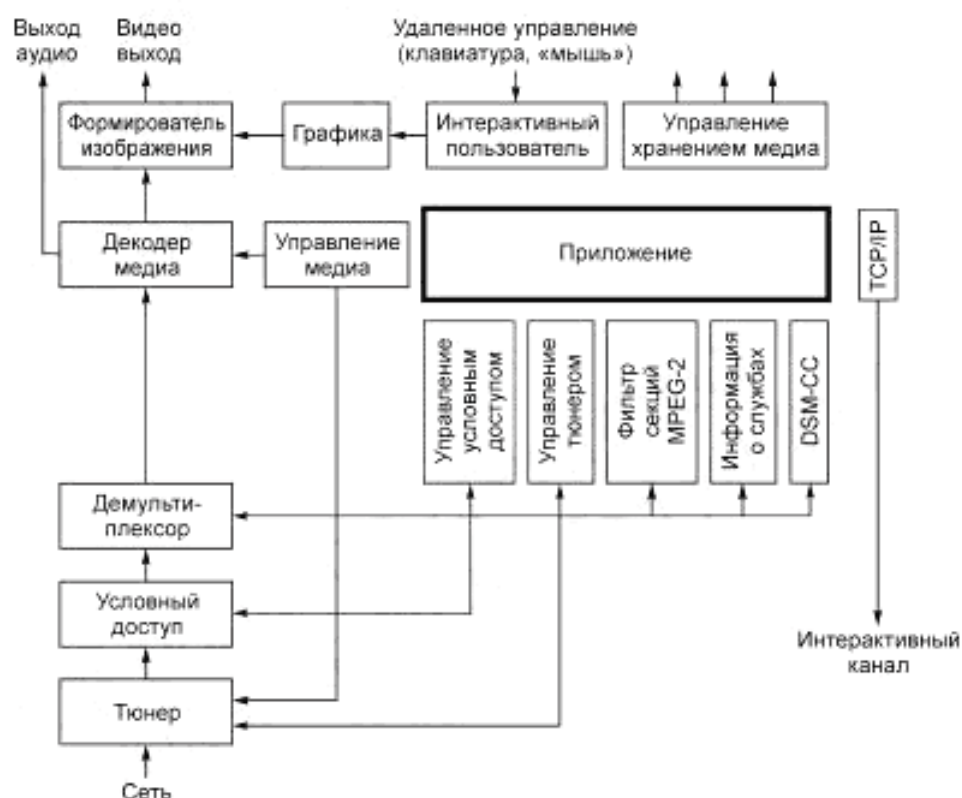 Выход
аудио
Видео
выход
Удаленное управление
(клавиатура, «мышь»)
Формирователь
изображения
Графика
Интерактивный
пользователь
Управление
хранением медиа
Декодер
медиа
Управление
медиа
Приложение
TCP/IP
Управление
условным
доступом
Управление
тюнером
Фильтр
секций
MPEG-2
Информация
о службах
DSM-CC
Демульти-
плексор
Условный
доступ
Интерактивный
канал
Тюнер
Сеть